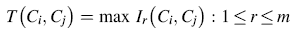 T(C_i, C_j) = max I_r(C_i, C_j) : 1 ≤ r ≤ m